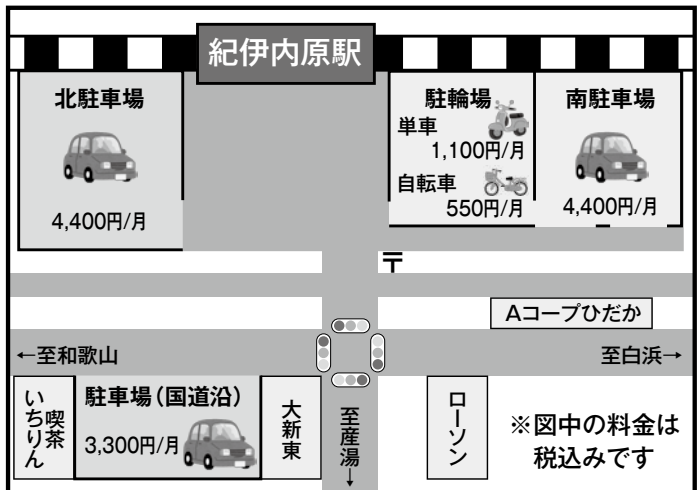 紀伊内原駅
北駐車場
4,400円/月
駐輪場
単車
1,100円/月
自転車
550円/月
南駐車場
4,400円/月
〒
Aコープひだか
←至和歌山
至白浜→
喫茶
いちりん
駐車場(国道沿)
3,300円/月
大新東
至産湯→
ローソン
※図中の料金は
税込みです